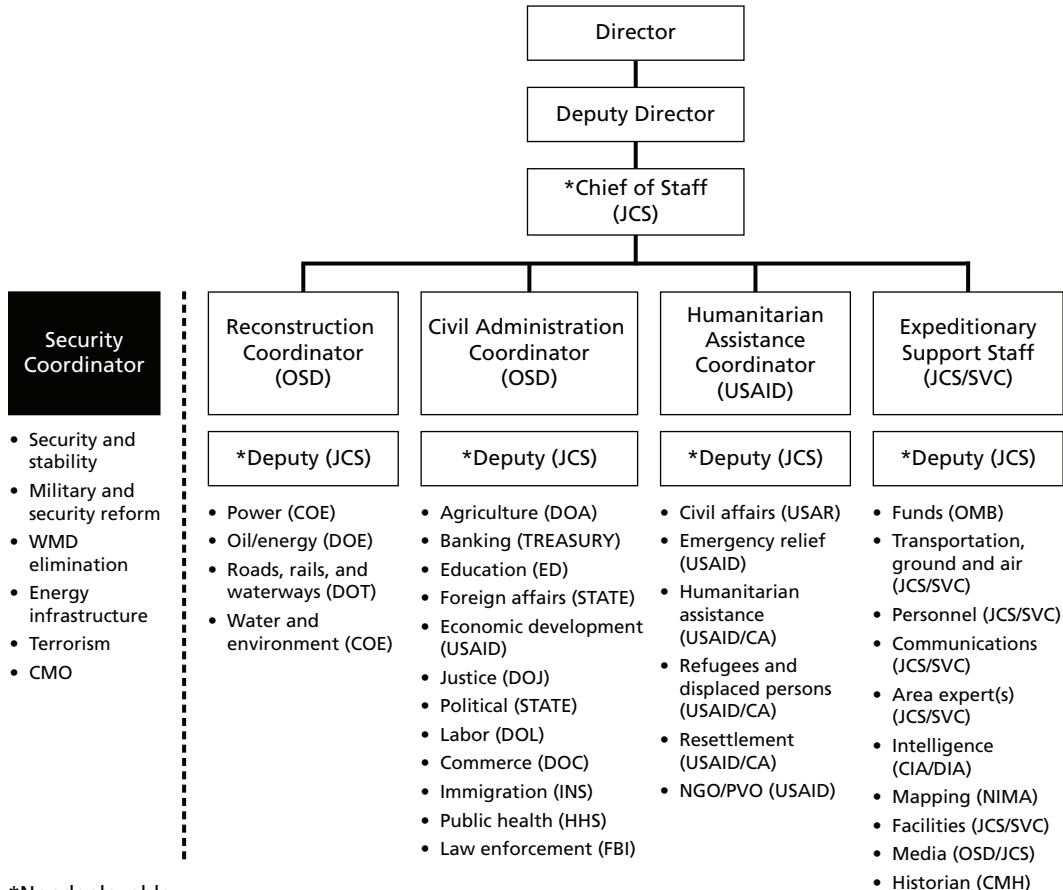 Director
Deputy Director
*Chief of Staff
(JCS)
Security
Coordinator
• Security and
stability
• Military and
security reform
• WMD
elimination
• Energy
infrastructure
• Terrorism
• CMO
Reconstruction
Coordinator
(OSD)
*Deputy (JCS)
• Power (COE)
• Oil/energy (DOE)
• Roads, rails, and
waterways (DOT)
• Water and
environment (COE)
Civil Administration
Coordinator
(OSD)
*Deputy (JCS)
• Agriculture (DOA)
• Banking (TREASURY)
• Education (ED)
• Foreign affairs (STATE)
• Economic development
(USAID)
• Justice (DOJ)
• Political (STATE)
• Labor (DOL)
• Commerce (DOC)
• Immigration (INS)
• Public health (HHS)
• Law enforcement (FBI)
Humanitarian
Assistance
Coordinator
(USAID)
*Deputy (JCS)
• Civil affairs (USAR)
• Emergency relief
(USAID)
• Humanitarian
assistance
(USAID/CA)
• Refugees and
displaced persons
(USAID/CA)
• Resettlement
(USAID/CA)
• NGO/PVO (USAID)
Expeditionary
Support Staff
(JCS/SVC)
*Deputy (JCS)
• Funds (OMB)
• Transportation,
ground and air
(JCS/SVC)
• Personnel (JCS/SVC)
• Communications
(JCS/SVC)
• Area expert(s)
(JCS/SVC)
• Intelligence
(CIA/DIA)
• Mapping (NIMA)
• Facilities (JCS/SVC)
• Media (OSD/JCS)
• Historian (CMH)